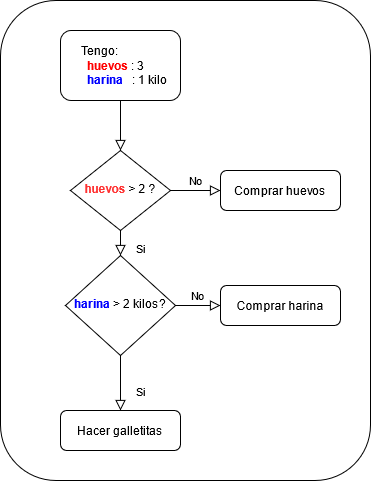 Tengo:
huevos : 3
harina : 1 kilo
huevos > 2 ?
No
Comprar huevos
Si
harina > 2 kilos?
No
Comprar harina
Si
Hacer galletitas